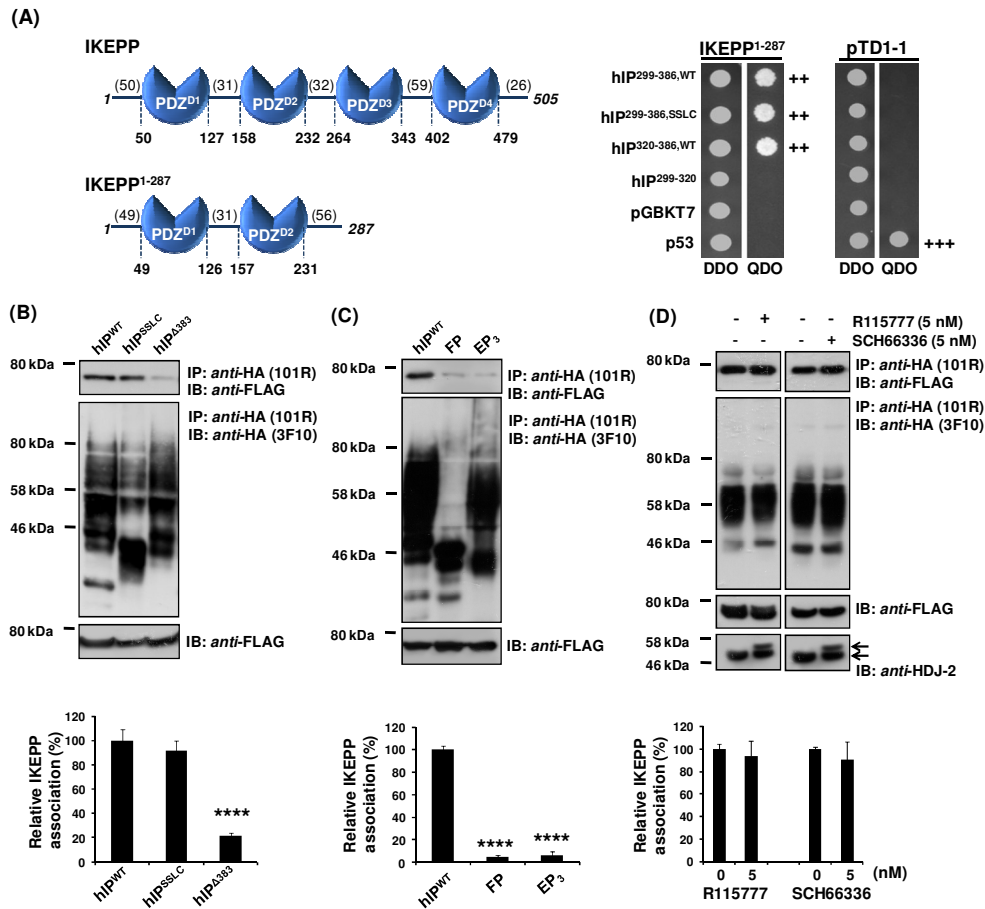 (A)
IKEPP
(50) (31) (32) (59) (26)
1 PDZD1 PDZD2 PDZD3 PDZD4 505
50 127 158 232 264 343 402 479
IKEPP1-287
(49) (31) (56)
1 PDZD1 PDZD2 287
49 126 157 231
IKEPP1-287 pTD1-1
hIP299-386,WT ++
hIP299-386,SSLC ++
hIP320-386,WT ++
hIP299-320
pGBKT7
p53 +++
DDO QDO DDO QDO
(B)
hIPWT hIPSSLC hIPΔ383
80 kDa
IP: anti-HA (101R)
IB: anti-FLAG
IP: anti-HA (101R)
IB: anti-HA (3F10)
80 kDa
58 kDa
46 kDa
80 kDa
IB: anti-FLAG
Relative IKEPP
association (%)
120
100
80
60
40
20
0
****
hIPWT hIPSSLC hIPΔ383
(C)
hIPWT FP EP3
80 kDa
IP: anti-HA (101R)
IB: anti-FLAG
IP: anti-HA (101R)
IB: anti-HA (3F10)
80 kDa
58 kDa
46 kDa
80 kDa
IB: anti-FLAG
Relative IKEPP
association (%)
120
100
80
60
40
20
0
**** ****
hIPWT FP EP3
(D)
- + - - R115777 (5 nM)
- - - + SCH66336 (5 nM)
80 kDa
IP: anti-HA (101R)
IB: anti-FLAG
IP: anti-HA (101R)
IB: anti-HA (3F10)
80 kDa
58 kDa
46 kDa
80 kDa
IB: anti-FLAG
58 kDa
46 kDa
IB: anti-HDJ-2
Relative IKEPP
association (%)
120
100
80
60
40
20
0
0 5 0 5 (nM)
R115777 SCH66336